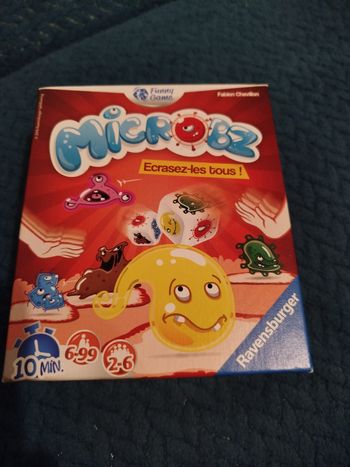 Funny
Game
Fabien Chevillon
MICROBZ
Ecrasez-les tous !
10 MIN.
6-99
2-6
Ravensburger